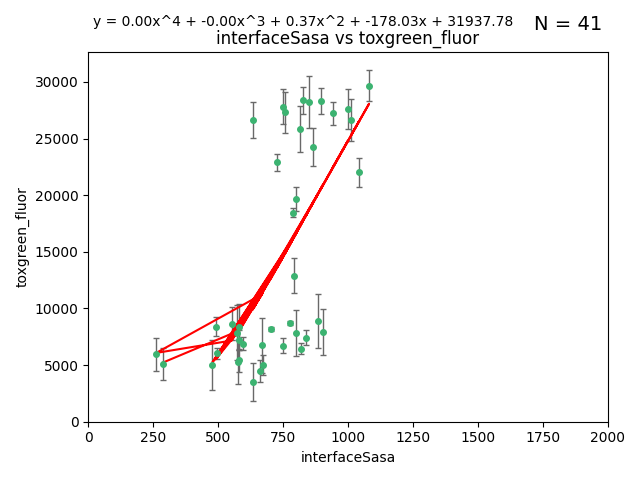 y = 0.00x^4 + -0.00x^3 + 0.37x^2 + -178.03x + 31937.78
N = 41
interfaceSasa vs toxgreen_fluor
30000
25000
20000
15000
10000
5000
0
toxgreen_fluor
0 250 500 750 1000 1250 1500 1750 2000
interfaceSasa